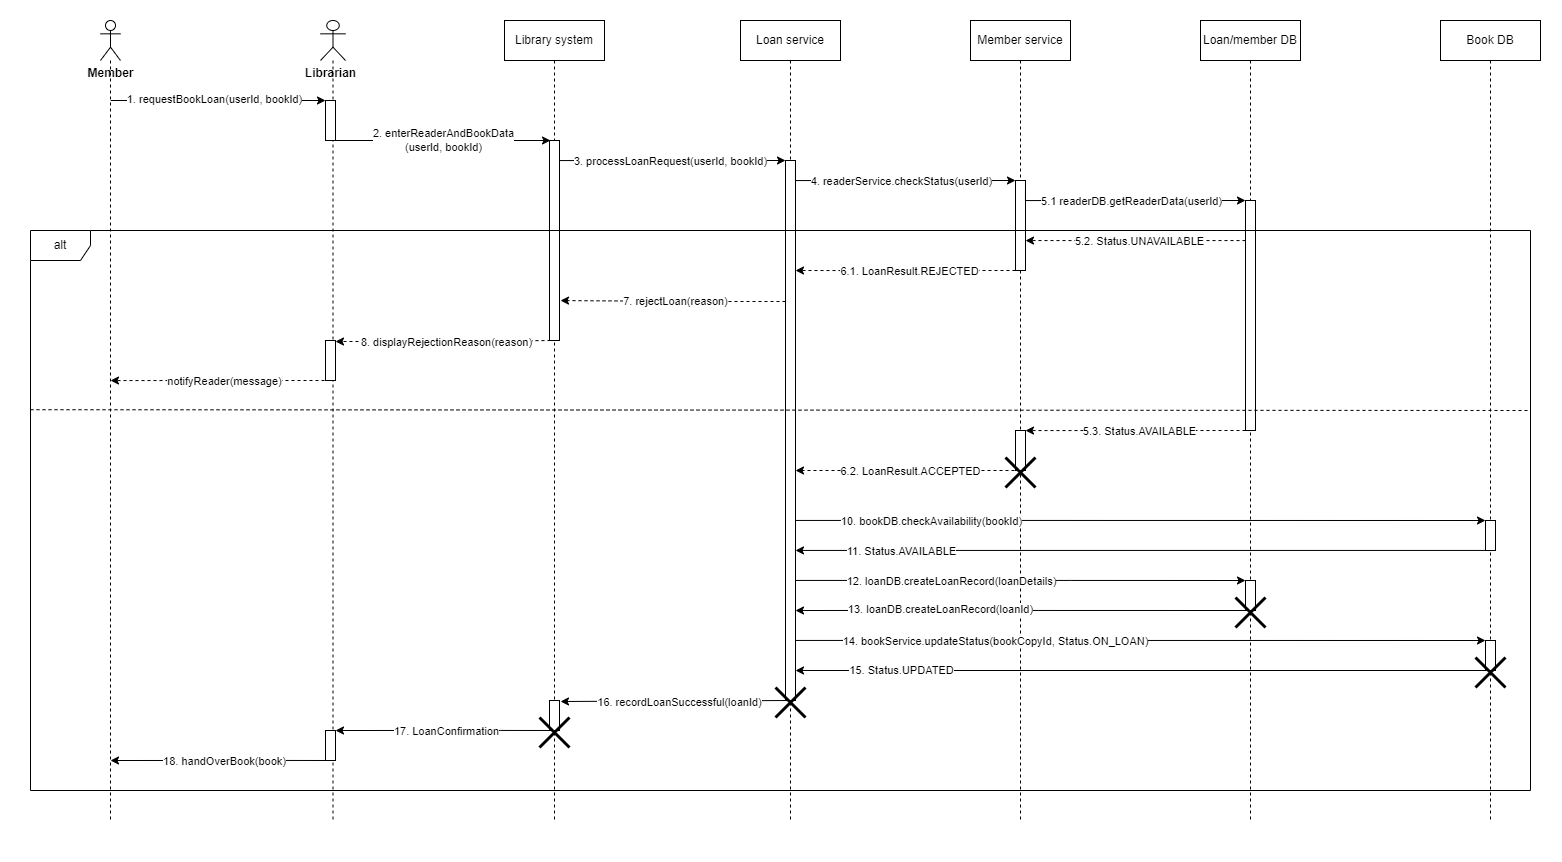 Member
Librarian
Library system
Loan service
Member service
Loan/member DB
Book DB
1. requestBookLoan(userId, bookId)
2. enterReaderAndBookData
(userId, bookId)
3. processLoanRequest(userId, bookId)
4. readerService.checkStatus(userId)
5.1 readerDB.getReaderData(userId)
alt
5.2. Status.UNAVAILABLE
6.1. LoanResult.REJECTED
7. rejectLoan(reason)
8. displayRejectionReason(reason)
notifyReader(message)
5.3. Status.AVAILABLE
6.2. LoanResult.ACCEPTED
10. bookDB.checkAvailability(bookId)
11. Status.AVAILABLE
12. loanDB.createLoanRecord(loanDetails)
13. loanDB.createLoanRecord(loanId)
14. bookService.updateStatus(bookCopyId, Status.ON_LOAN)
15. Status.UPDATED
16. recordLoanSuccessful(loanId)
17. LoanConfirmation
18. handOverBook(book)